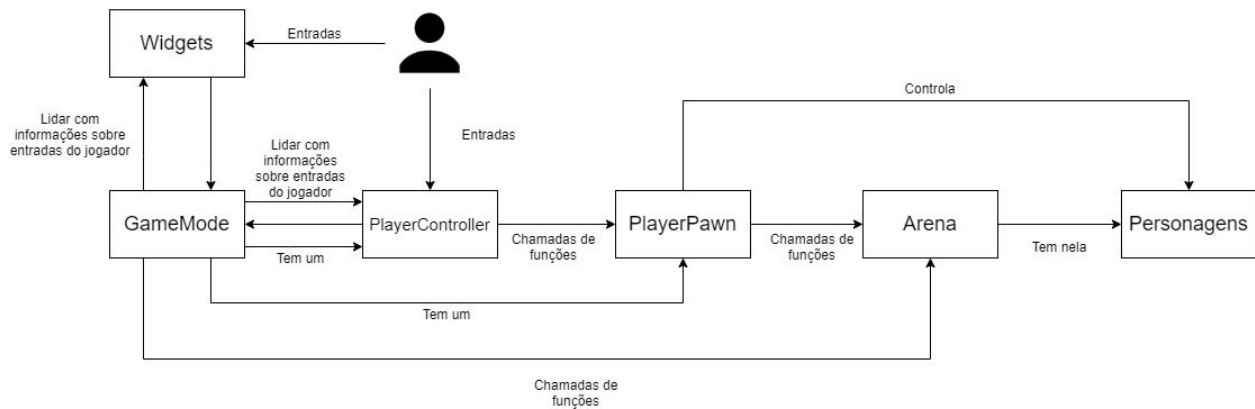 Widgets
Entradas
Controla
Lidar com
informações sobre
entradas do jogador
Entradas
Lidar com
informações
sobre entradas
do jogador
GameMode
PlayerController
PlayerPawn
Arena
Personagens
Tem um
Chamadas de
funções
Chamadas de
funções
Tem nela
Tem um
Chamadas de
funções